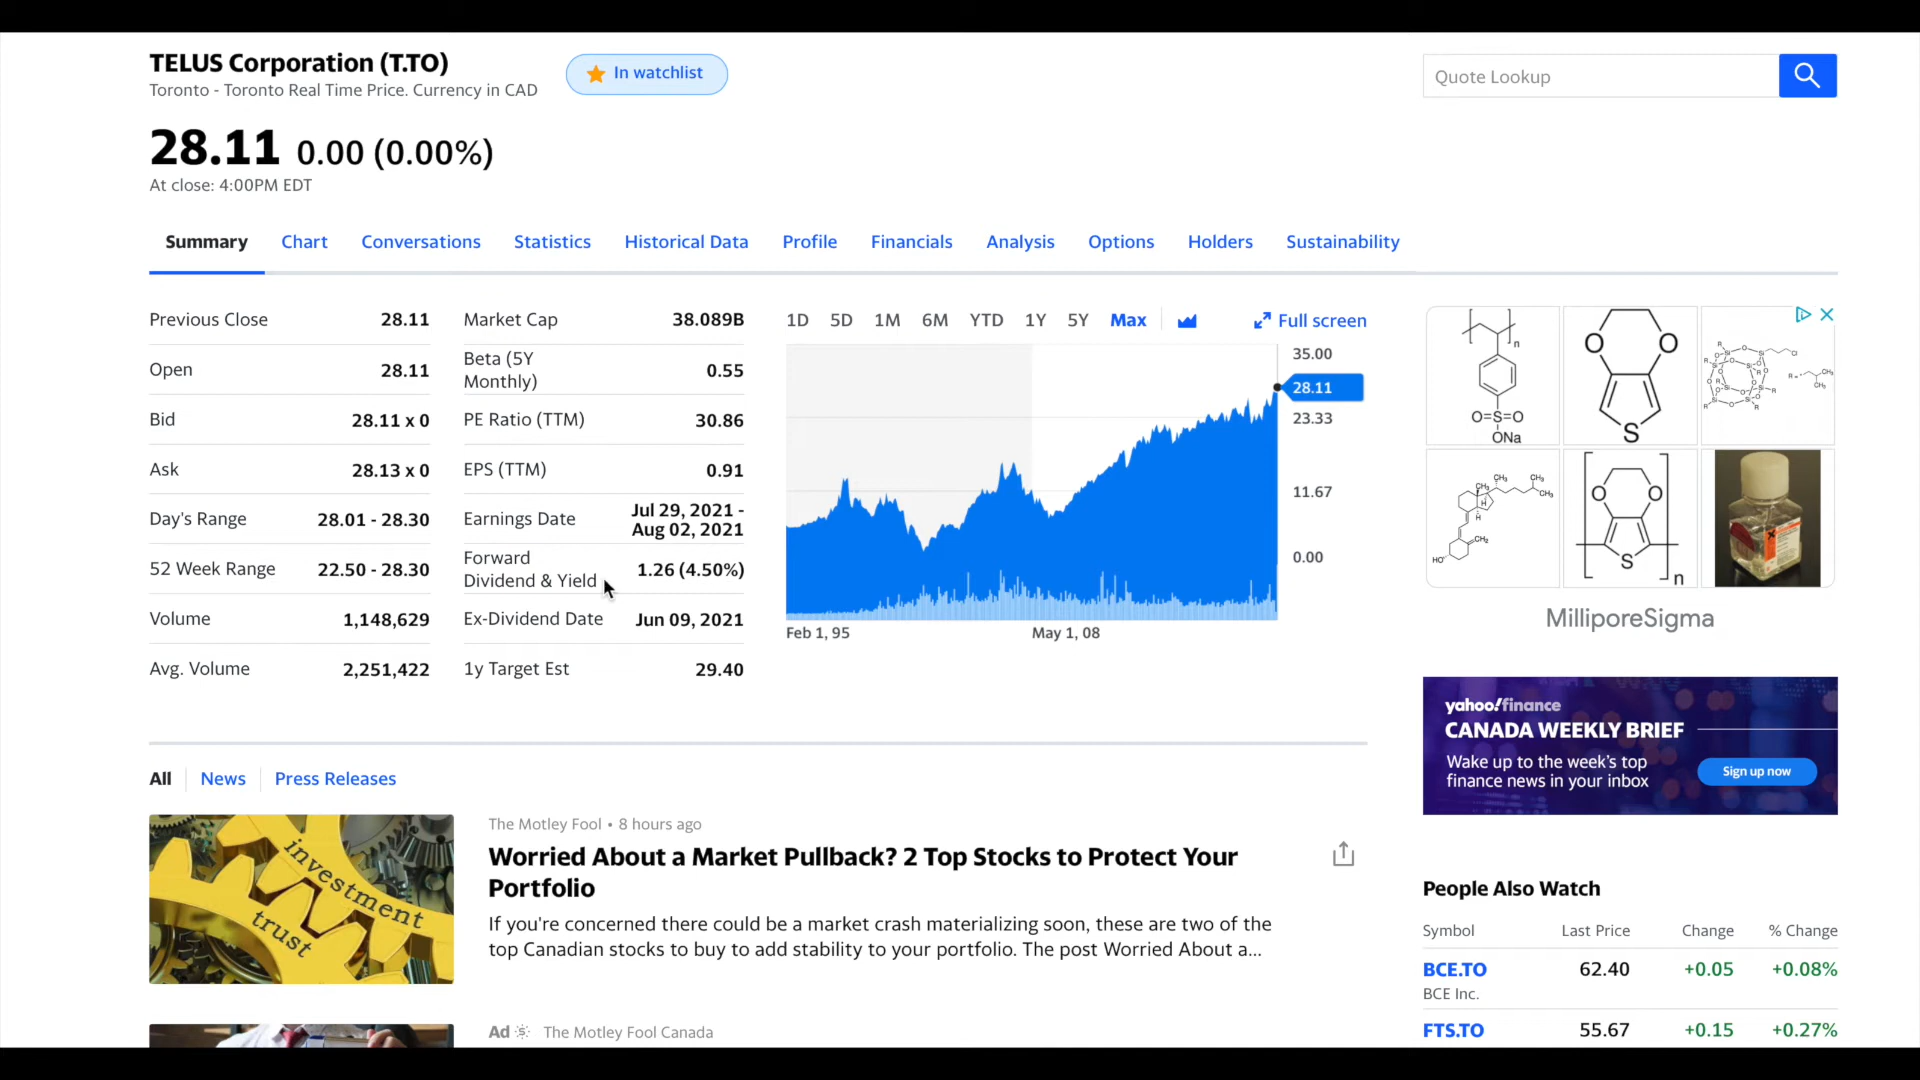 TELUS Corporation (T.TO)
In watchlist
Toronto - Toronto Real Time Price. Currency in CAD
Quote Lookup
28.11 0.00 (0.00%)
At close: 4:00PM EDT
Summary Chart Conversations Statistics Historical Data Profile Financials Analysis Options Holders Sustainability
Previous Close 28.11
Open 28.11
Bid 28.11 x 0
Ask 28.13 x 0
Day's Range 28.01 - 28.30
52 Week Range 22.50 - 28.30
Volume 1,148,629
Avg. Volume 2,251,422
Market Cap 38.089B
Beta (5Y
Monthly) 0.55
PE Ratio (TTM) 30.86
EPS (TTM) 0.91
Earnings Date Jul 29, 2021 -
Aug 02, 2021
Forward
Dividend & Yield 1.26 (4.50%)
Ex-Dividend Date Jun 09, 2021
1y Target Est 29.40
1D 5D 1M 6M YTD 1Y 5Y Max Full screen
35.00
28.11
23.33
11.67
0.00
Feb 1, 95 May 1, 08
MilliporeSigma
yahoo!finance
CANADA WEEKLY BRIEF
Wake up to the week's top
finance news in your inbox
Sign up now
All News Press Releases
investment
trust
The Motley Fool • 8 hours ago
Worried About a Market Pullback? 2 Top Stocks to Protect Your
Portfolio
If you're concerned there could be a market crash materializing soon, these are two of the
top Canadian stocks to buy to add stability to your portfolio. The post Worried About a...
Ad The Motley Fool Canada
People Also Watch
Symbol Last Price Change % Change
BCE.TO 62.40 +0.05 +0.08%
BCE Inc.
FTS.TO 55.67 +0.15 +0.27%